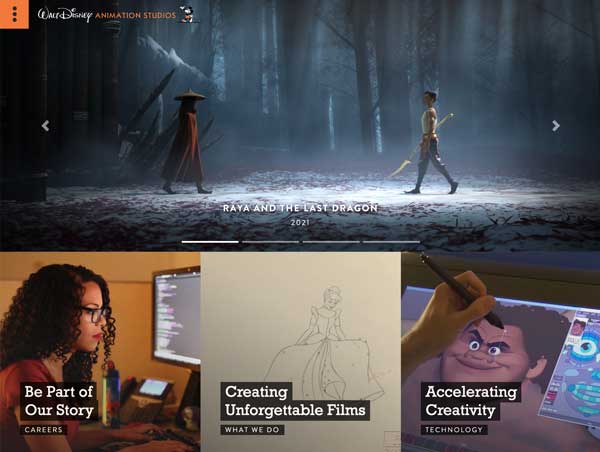 WALT DISNEY ANIMATION STUDIOS
RAYA AND THE LAST DRAGON
2021
Be Part of
Our Story
CAREERS
Creating
Unforgettable Films
WHAT WE DO
Accelerating
Creativity
TECHNOLOGY